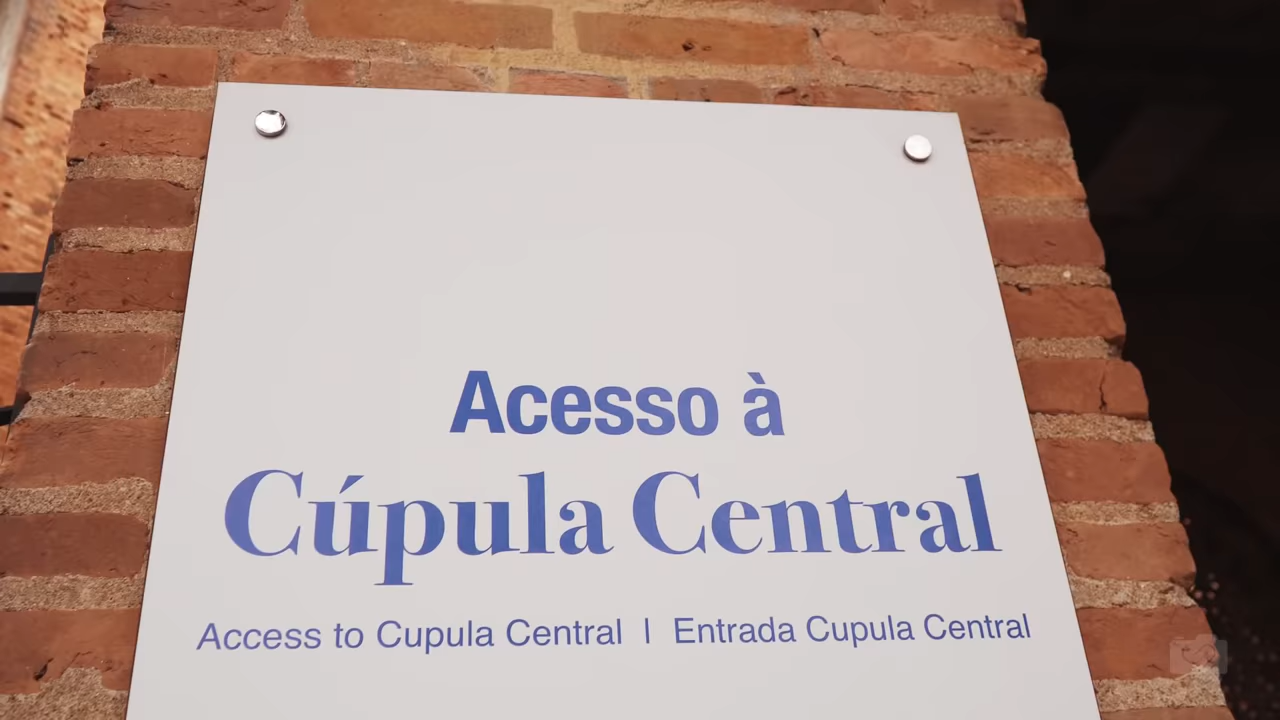 Acesso à
Cúpula Central
Access to Cupula Central | Entrada Cupula Central